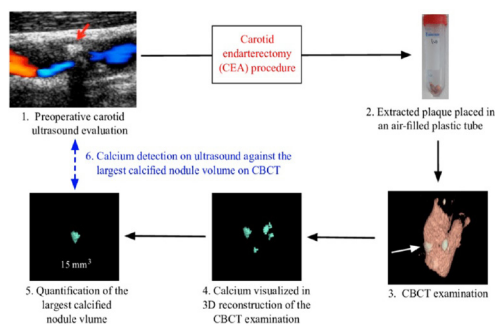 Carotid
endarterectomy
(CEA) procedure
1. Preoperative carotid
ultrasound evaluation
2. Extracted plaque placed in
an air-filled plastic tube
6. Calcium detection on ultrasound against the
largest calcified nodule volume on CBCT
15 mm³
5. Quantification of the
largest calcified
nodule vlume
4. Calcium visualized in
3D reconstruction of the
CBCT examination
3. CBCT examination